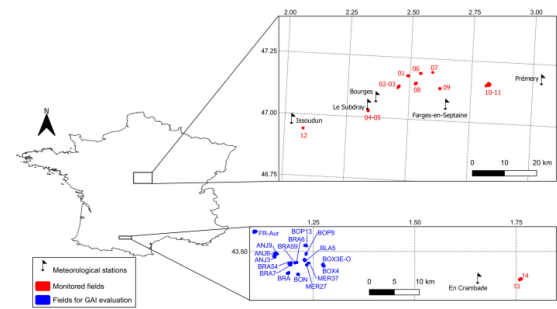 2.00 2.25 2.50 2.75 3.00
47.25
06 07
01
02-03
08
09
10-11
Prémery
Bourges
Le Subdray
04-05
Farges-en-Septaine
47.00
Issoudun
12
0 10 20 km
46.75
N
1.25 1.50 1.75
FR-Aur
BOP13
BOP9
BRA6
ANJ9
BRA59
BLA5
43.50
ANJ6
ANJ3
BOX3E-O
BRA54
BRA7
BOX4
BRA
BON
MER37
MER27
0 5 10 km
En Crambade
14
13
Meteorological stations
Monitored fields
Fields for GAI evaluation